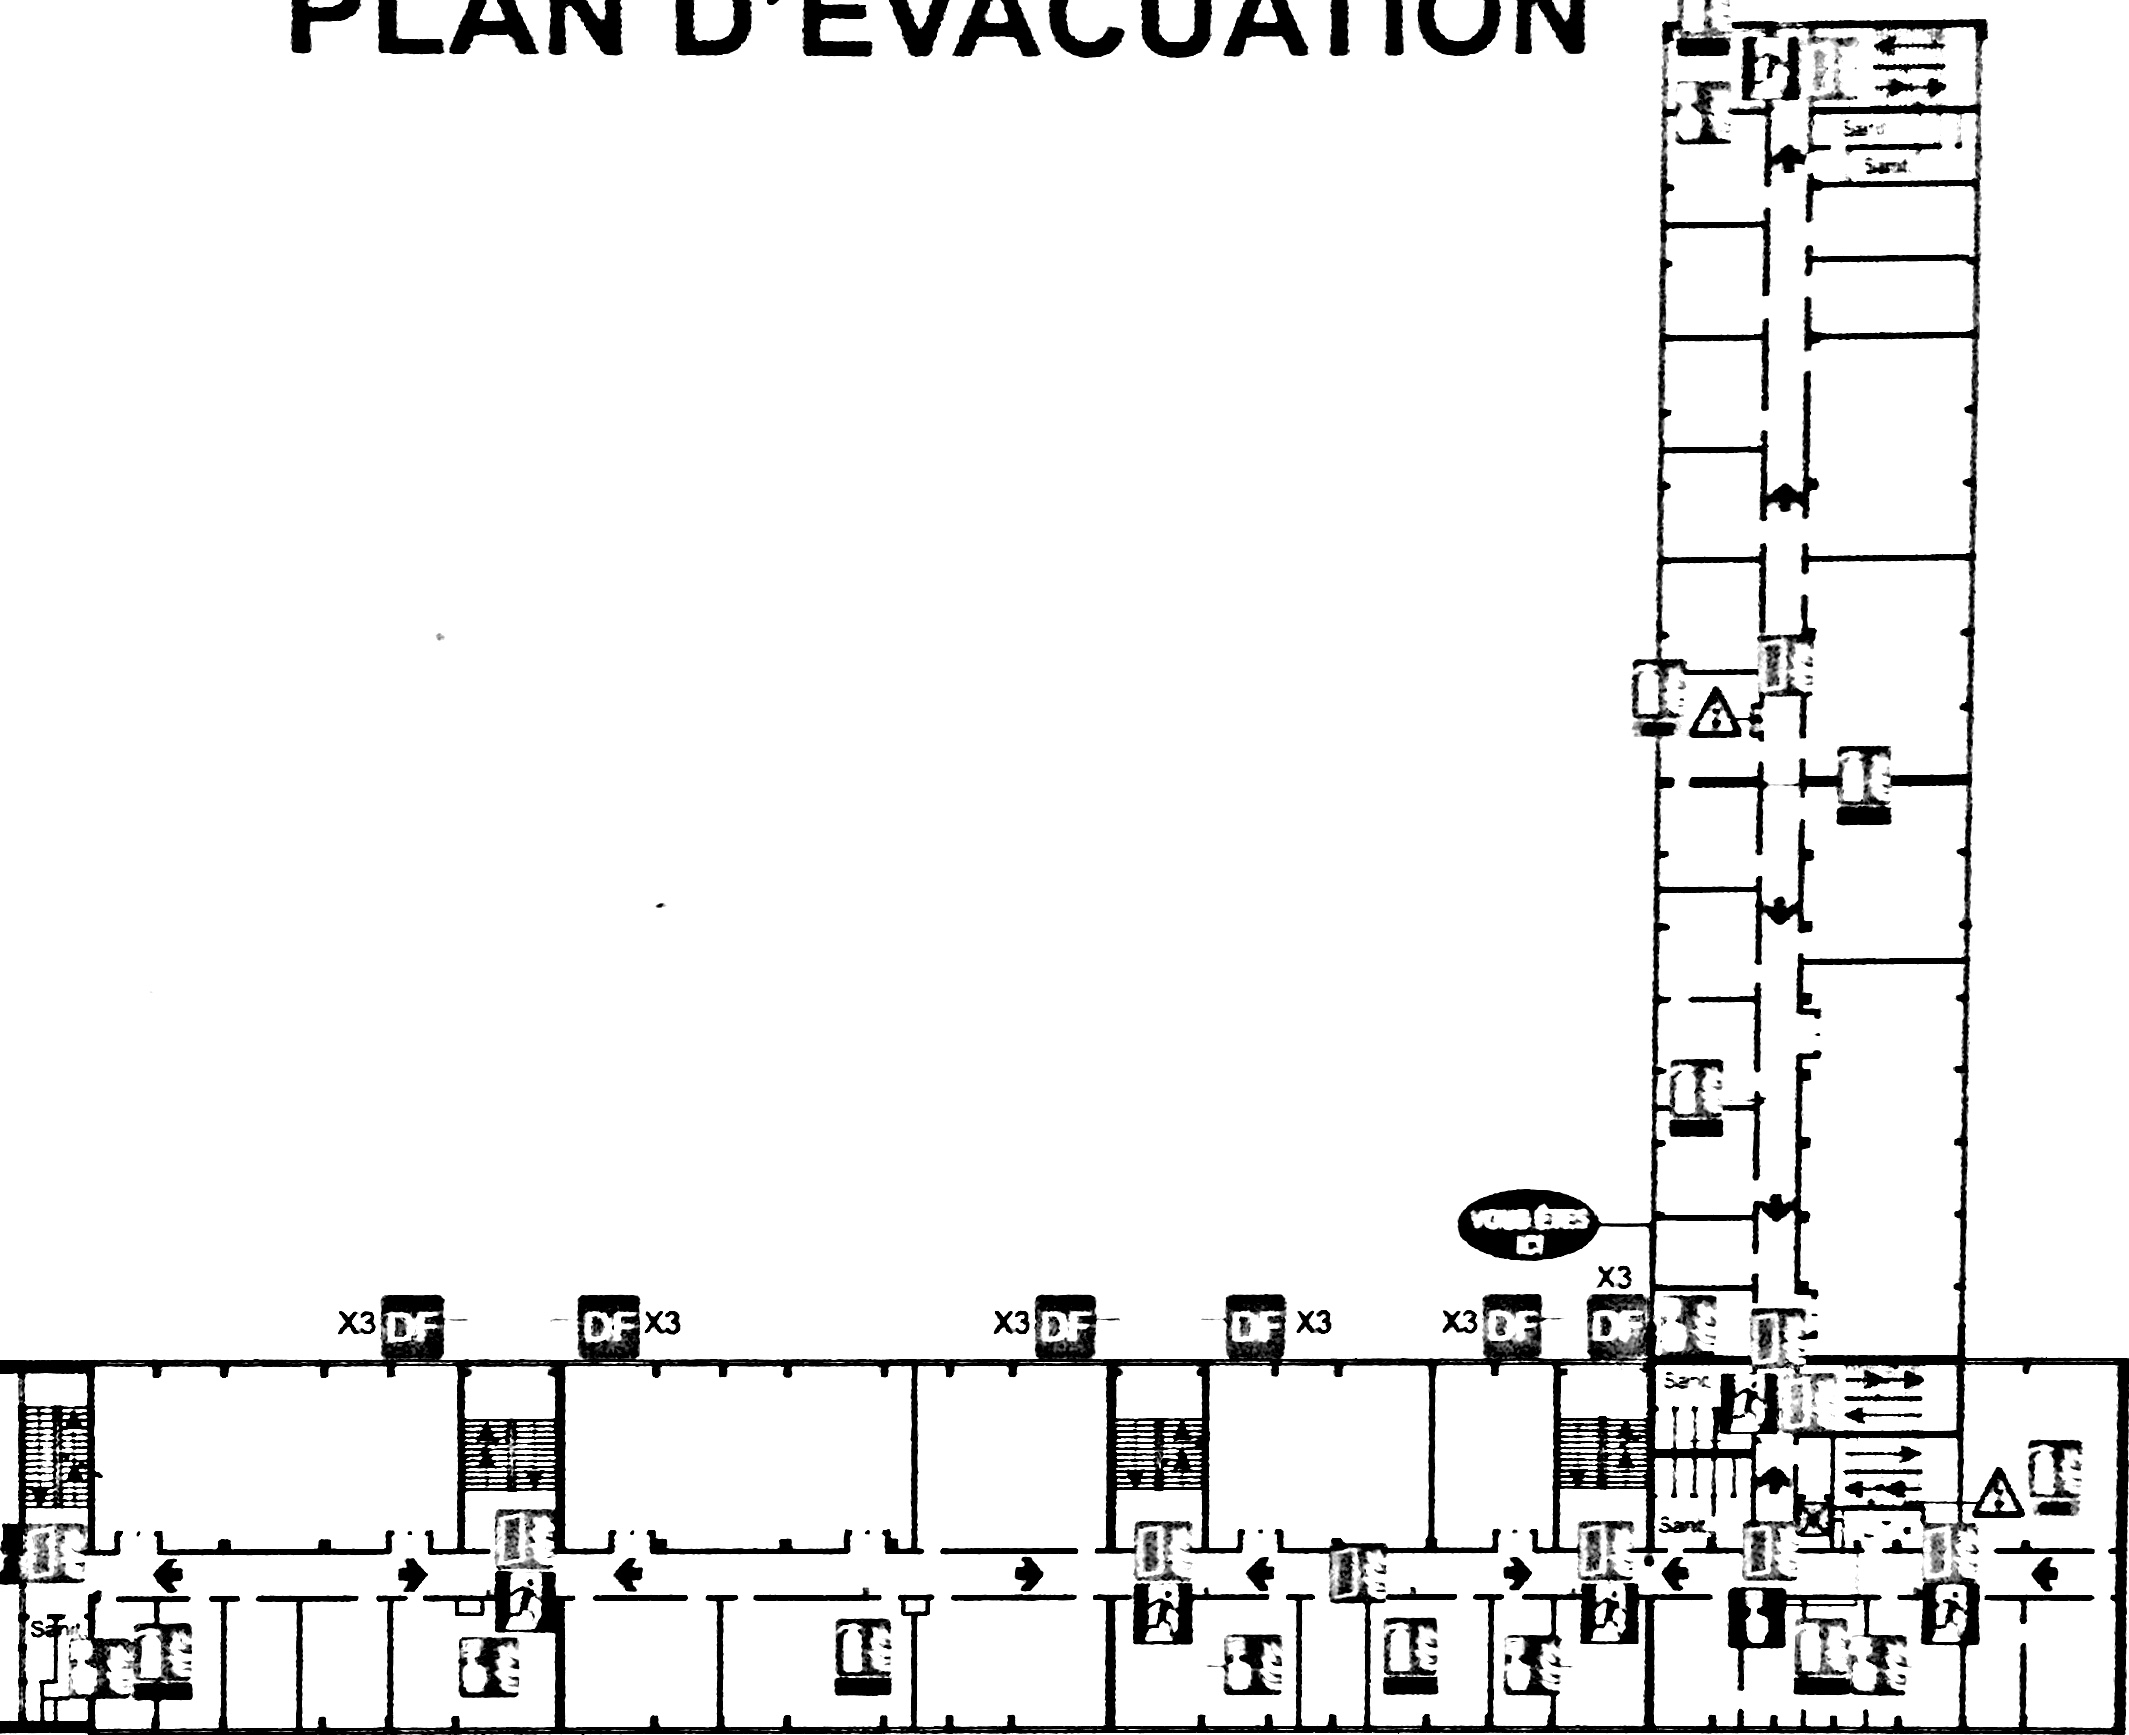 PLAN D'EVACUATION
Sanit
Sanit
VOUS ÊTES
ICI
X3
X3 DF
DF X3
X3 DF
DF X3
X3 DF
DF
Sanit
Sanit
Sanit